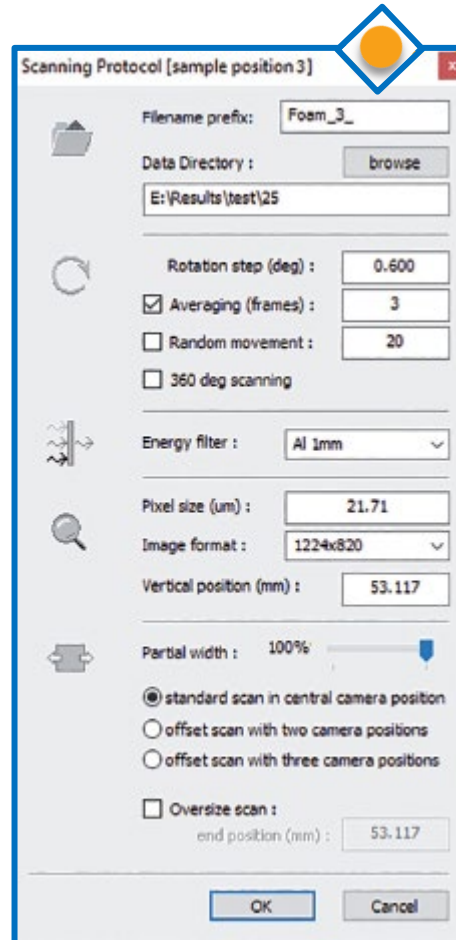 Scanning Protocol [sample position 3]
x
Filename prefix: Foam_3_
Data Directory : browse
E:\Results\test\25
Rotation step (deg) : 0.600
Averaging (frames) : 3
Random movement : 20
360 deg scanning
Energy filter : Al 1mm
Pixel size (um) : 21.71
Image format : 1224x820
Vertical position (mm) : 53.117
Partial width : 100%
standard scan in central camera position
offset scan with two camera positions
offset scan with three camera positions
Oversize scan :
end position (mm) : 53.117
OK Cancel